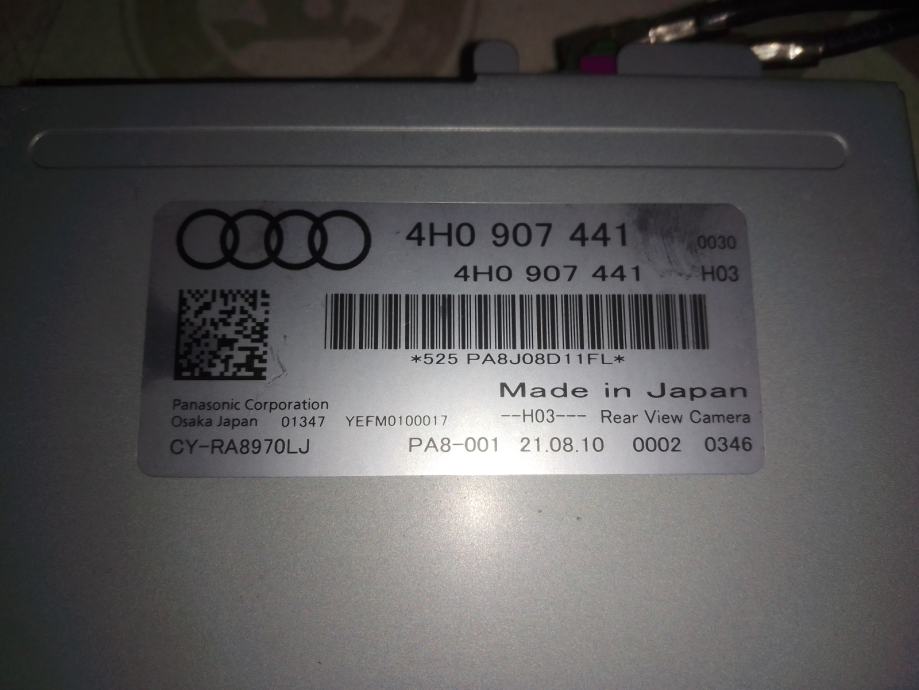 4H0 907 441 0030
4H0 907 441 H03
*525 PA8J08D11FL*
Made in Japan
Panasonic Corporation
Osaka Japan 01347 YEFM0100017 --H03--- Rear View Camera
CY-RA8970LJ PA8-001 21.08.10 0002 0346